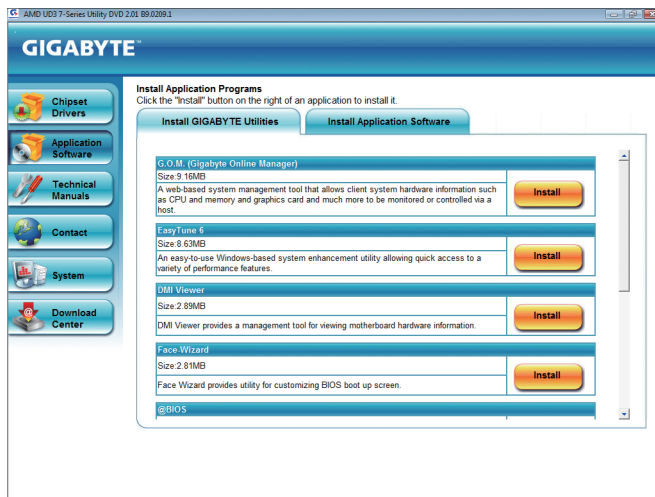 AMD UD3 7-Series Utility DVD 2.01 B9.0209.1
GIGABYTE™
Chipset
Drivers
Application
Software
Technical
Manuals
Contact
System
Download
Center
Install Application Programs
Click the "Install" button on the right of an application to install it.
Install GIGABYTE Utilities
Install Application Software
G.O.M. (Gigabyte Online Manager)
Size:9.16MB
A web-based system management tool that allows client system hardware information such
as CPU and memory and graphics card and much more to be monitored or controlled via a
host.
Install
EasyTune 6
Size:8.63MB
An easy-to-use Windows-based system enhancement utility allowing quick access to a
variety of performance features.
Install
DMI Viewer
Size:2.89MB
DMI Viewer provides a management tool for viewing motherboard hardware information.
Install
Face-Wizard
Size:2.81MB
Face Wizard provides utility for customizing BIOS boot up screen.
Install
@BIOS